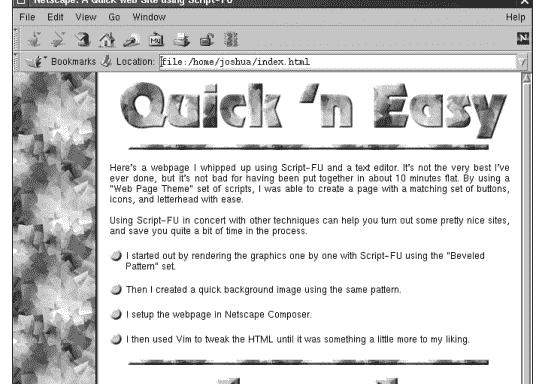 Netscape: A Quick web Site using Script-FU
File Edit View Go Window Help
Bookmarks Location: file:/home/joshua/index.html
Quick 'n Easy
Here's a webpage I whipped up using Script-FU and a text editor. It's not the very best I've
ever done, but it's not bad for having been put together in about 10 minutes flat. By using a
"Web Page Theme" set of scripts, I was able to create a page with a matching set of buttons,
icons, and letterhead with ease.
Using Script-FU in concert with other techniques can help you turn out some pretty nice sites,
and save you quite a bit of time in the process.
I started out by rendering the graphics one by one with Script-FU using the "Beveled
Pattern" set.
Then I created a quick background image using the same pattern.
I setup the webpage in Netscape Composer.
I then used Vim to tweak the HTML until it was something a little more to my liking.